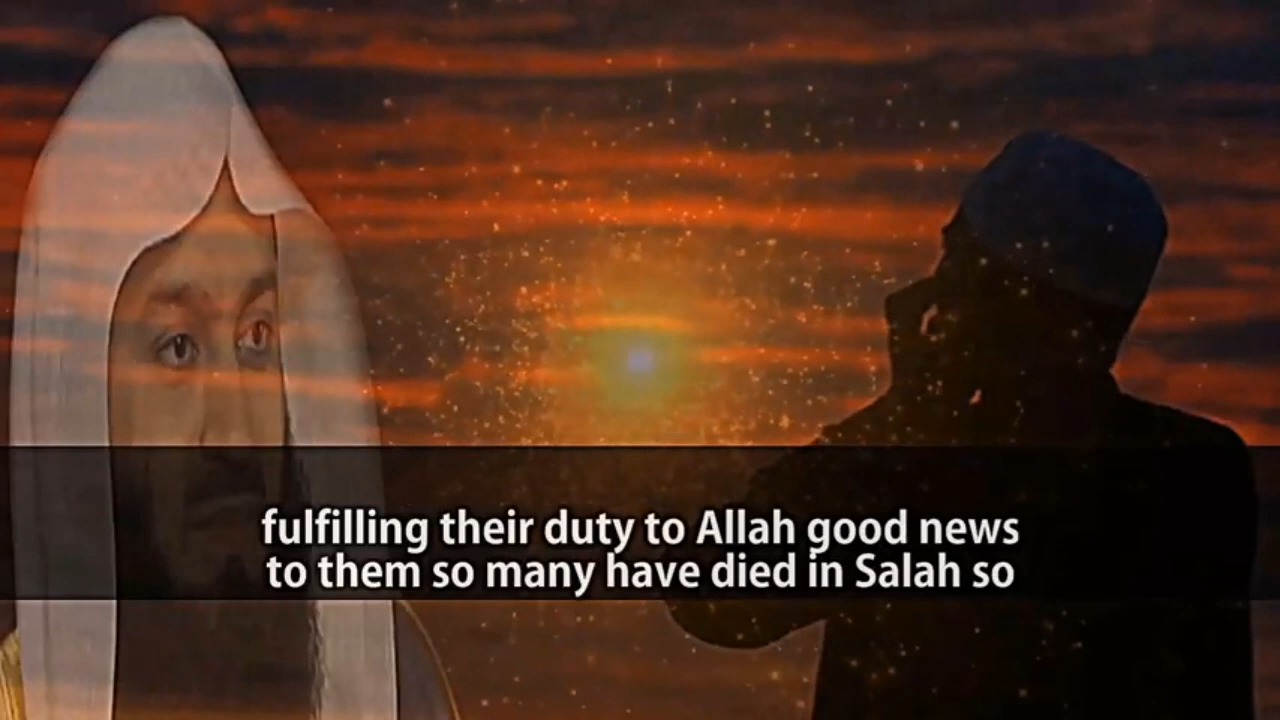 fulfilling their duty to Allah good news
to them so many have died in Salah so